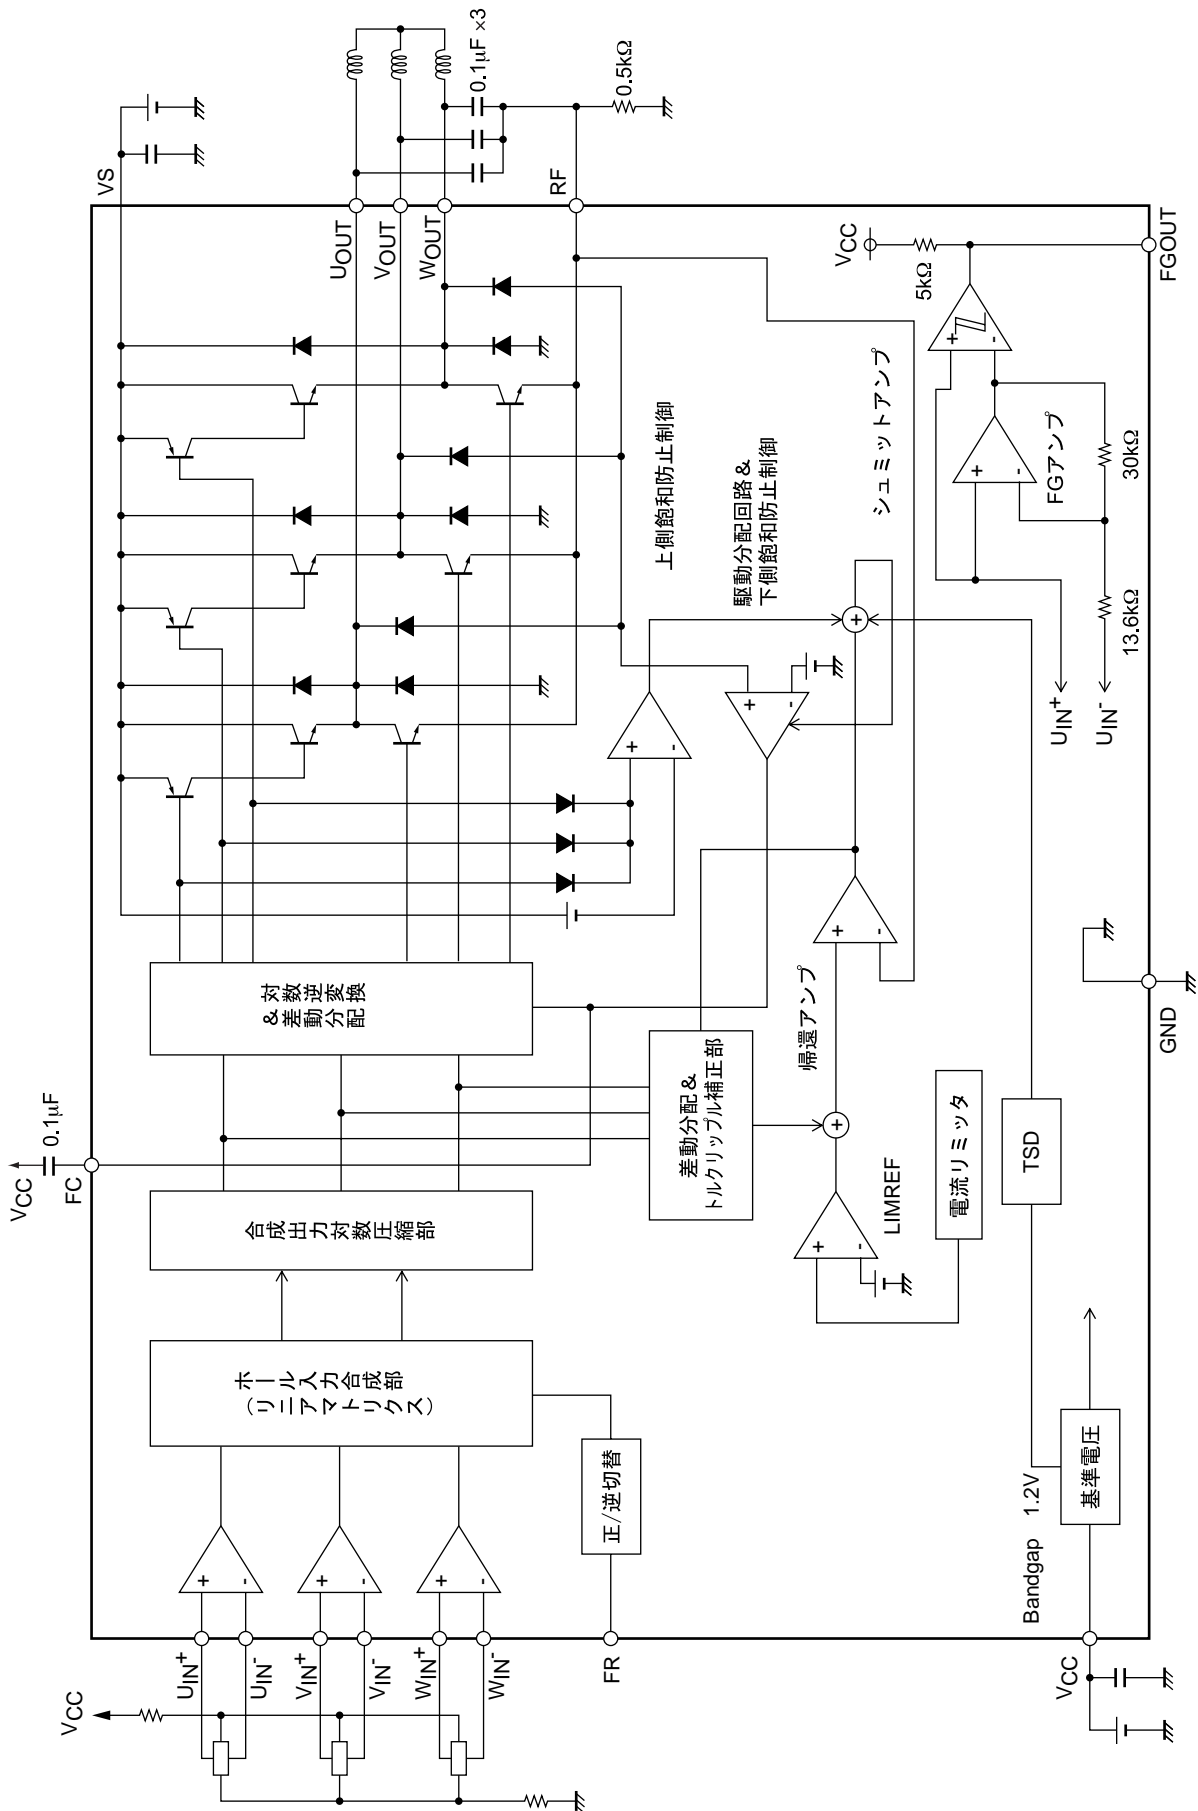 VS
UOUT
VOUT
WOUT
0.1µF ×3
RF
0.5kΩ
上側飽和防止制御
駆動分配回路&
下側飽和防止制御
シュミットアンプ
VCC
5kΩ
FGOUT
FGアンプ
30kΩ
13.6kΩ
UIN+
UIN-
対数逆変換
&差動分配
帰還アンプ
GND
VCC
0.1µF
FC
合成出力対数圧縮部
差動分配&
トルクリップル補正部
LIMREF
電流リミッタ
TSD
ホール入力合成部
(リニアマトリクス)
正/逆切替
Bandgap 1.2V
基準電圧
VCC
UIN+
UIN-
VIN+
VIN-
WIN+
WIN-
FR
VCC
+
-
+
-
+
-
+
-
+
-
+
-
+
-
+
-
+
-
+
+